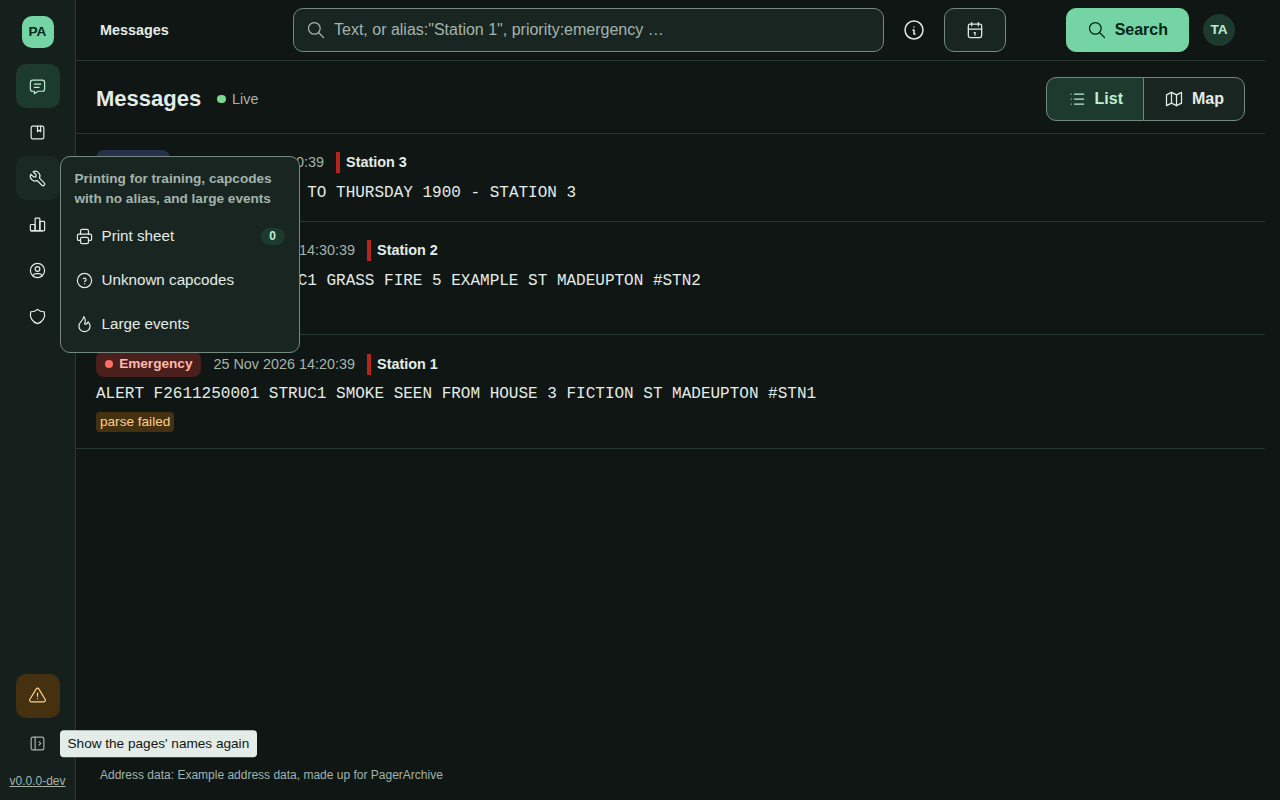 PA
Messages
Text, or alias:"Station 1", priority:emergency …
Search
TA
Messages
Live
List
Map
0:39
Station 3
TO THURSDAY 1900 - STATION 3
Printing for training, capcodes
with no alias, and large events
Print sheet
0
Unknown capcodes
Large events
14:30:39
Station 2
C1 GRASS FIRE 5 EXAMPLE ST MADEUPTON #STN2
Emergency
25 Nov 2026 14:20:39
Station 1
ALERT F2611250001 STRUC1 SMOKE SEEN FROM HOUSE 3 FICTION ST MADEUPTON #STN1
parse failed
Show the pages' names again
v0.0.0-dev
Address data: Example address data, made up for PagerArchive